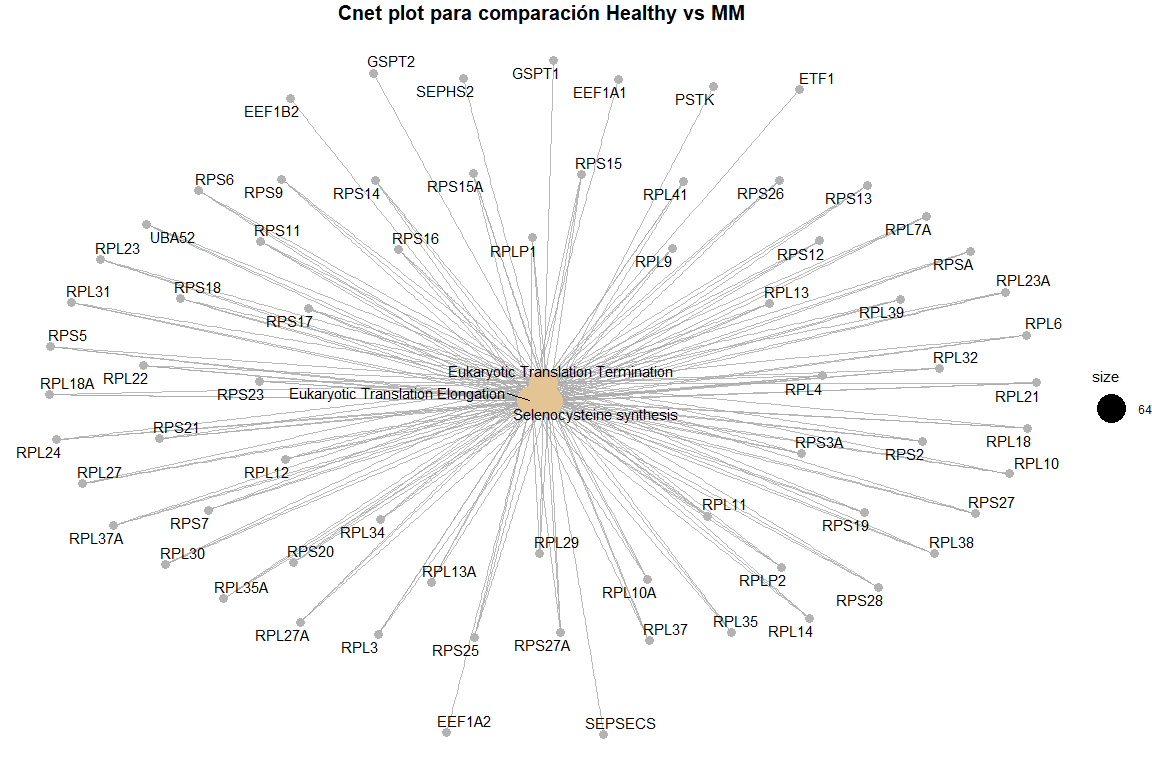 Cnet plot para comparación Healthy vs MM
GSPT2
GSPT1
ETF1
SEPHS2
EEF1A1
PSTK
EEF1B2
RPS15
RPS6
RPS9
RPS14
RPS15A
RPL41
RPS26
RPS13
UBA52
RPS11
RPS16
RPLP1
RPL9
RPS12
RPL7A
RPL23
RPSA
RPL31
RPS18
RPS17
RPL13
RPL39
RPL23A
RPS5
RPL6
RPL18A
RPL22
RPS23
Eukaryotic Translation Termination
RPL4
RPL32
RPL21
Eukaryotic Translation Elongation
Selenocysteine synthesis
size
64
RPL24
RPS21
RPS3A
RPS2
RPL18
RPL27
RPL12
RPL10
RPL37A
RPS7
RPL34
RPL11
RPS19
RPS27
RPL30
RPS20
RPL29
RPL38
RPL35A
RPL13A
RPL10A
RPLP2
RPS28
RPL27A
RPL3
RPS25
RPS27A
RPL37
RPL35
RPL14
EEF1A2
SEPSECS